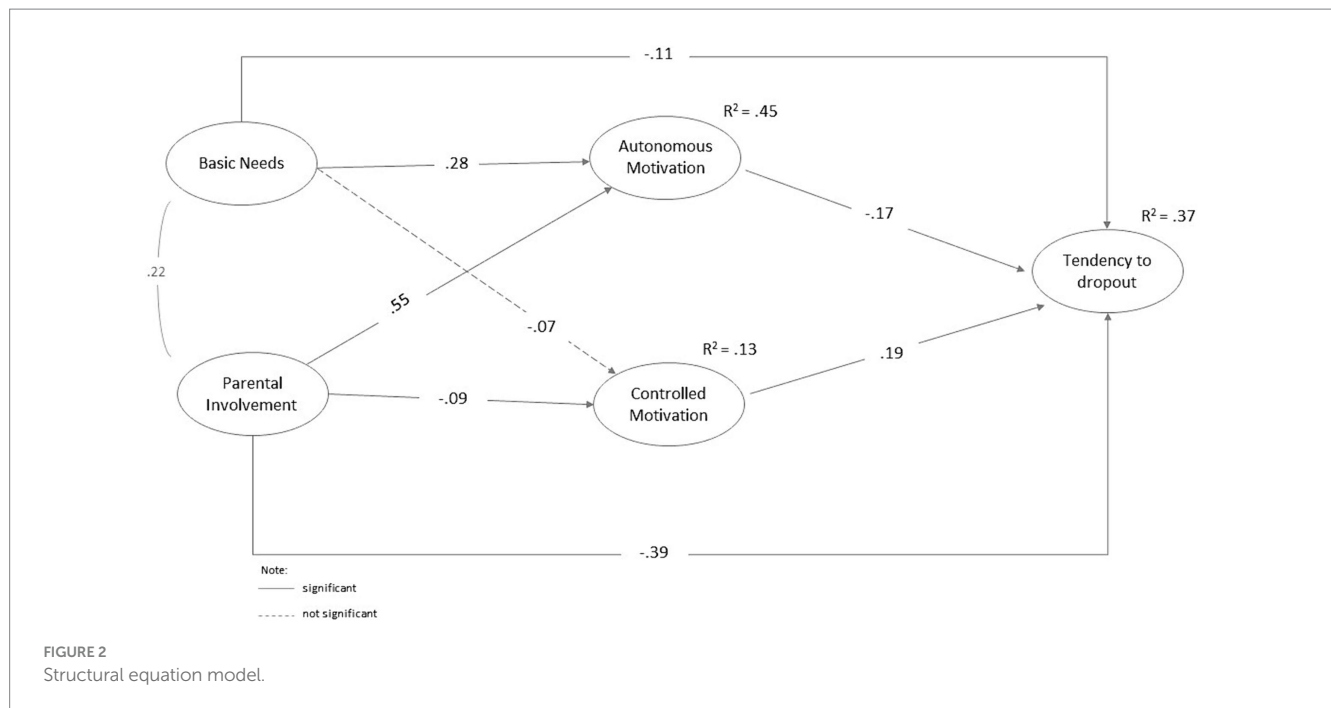 -.11
R² = .45
Autonomous
Motivation
Basic Needs
.28
-.17
R² = .37
Tendency to
dropout
.22
.55
-.07
R² = .13
.19
Parental
Involvement
-.09
Controlled
Motivation
-.39
Note:
significant
not significant
FIGURE 2
Structural equation model.